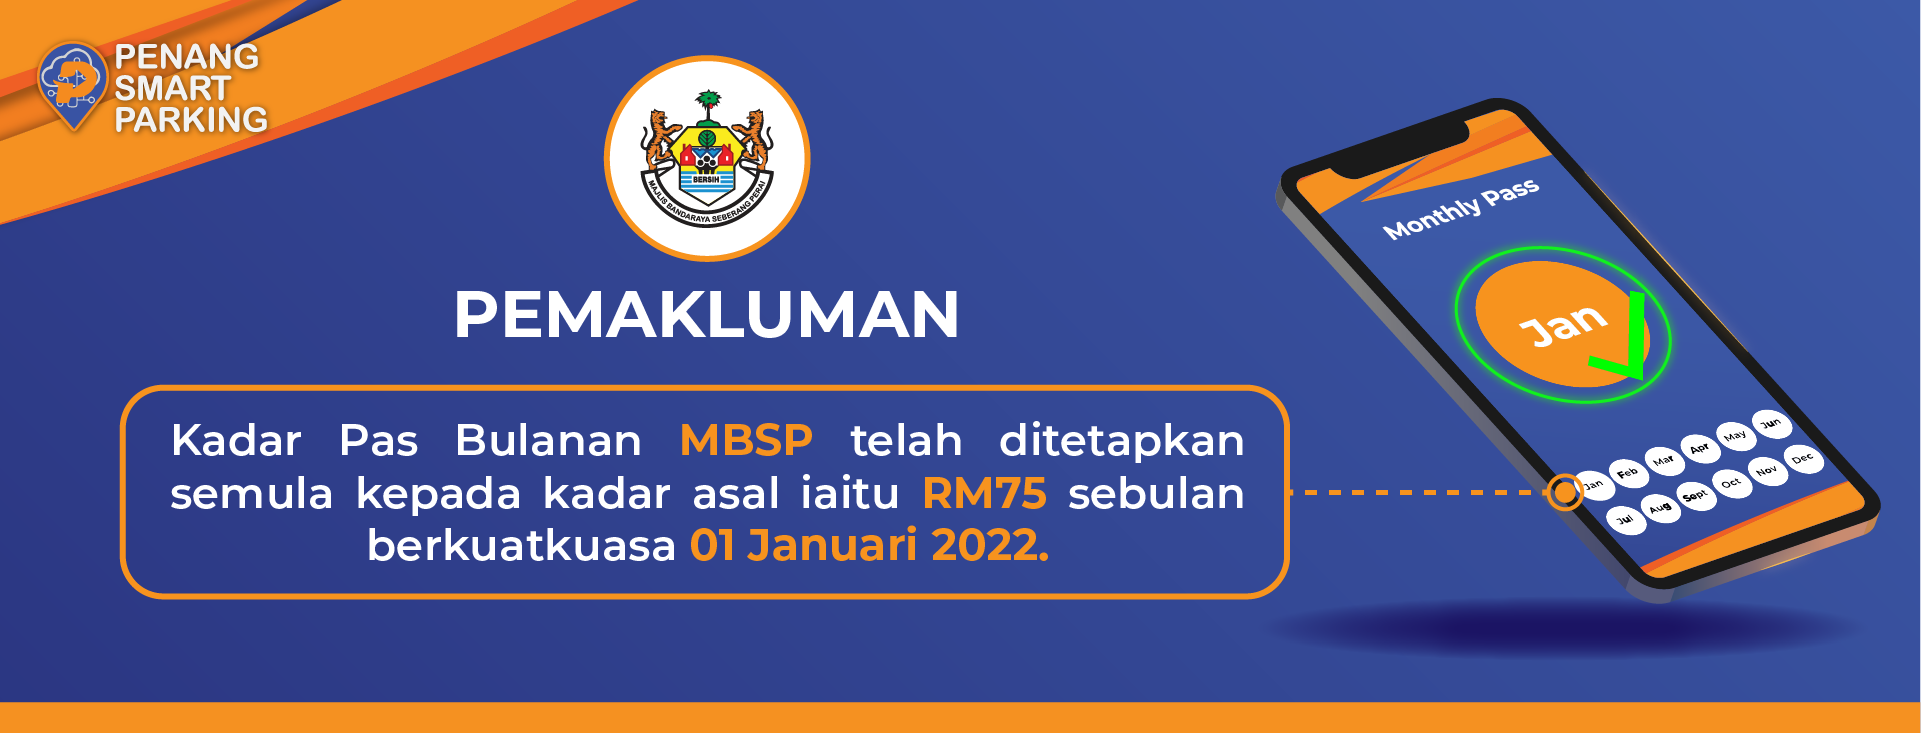 PENANG
SMART
PARKING
BERSIH
MAJLIS BANDARAYA SEBERANG PERAI
PEMAKLUMAN
Kadar Pas Bulanan MBSP telah ditetapkan
semula kepada kadar asal iaitu RM75 sebulan
berkuatkuasa 01 Januari 2022.
Monthly Pass
Jan
Jan Feb Mar Apr May Jun
Jul Aug Sept Oct Nov Dec